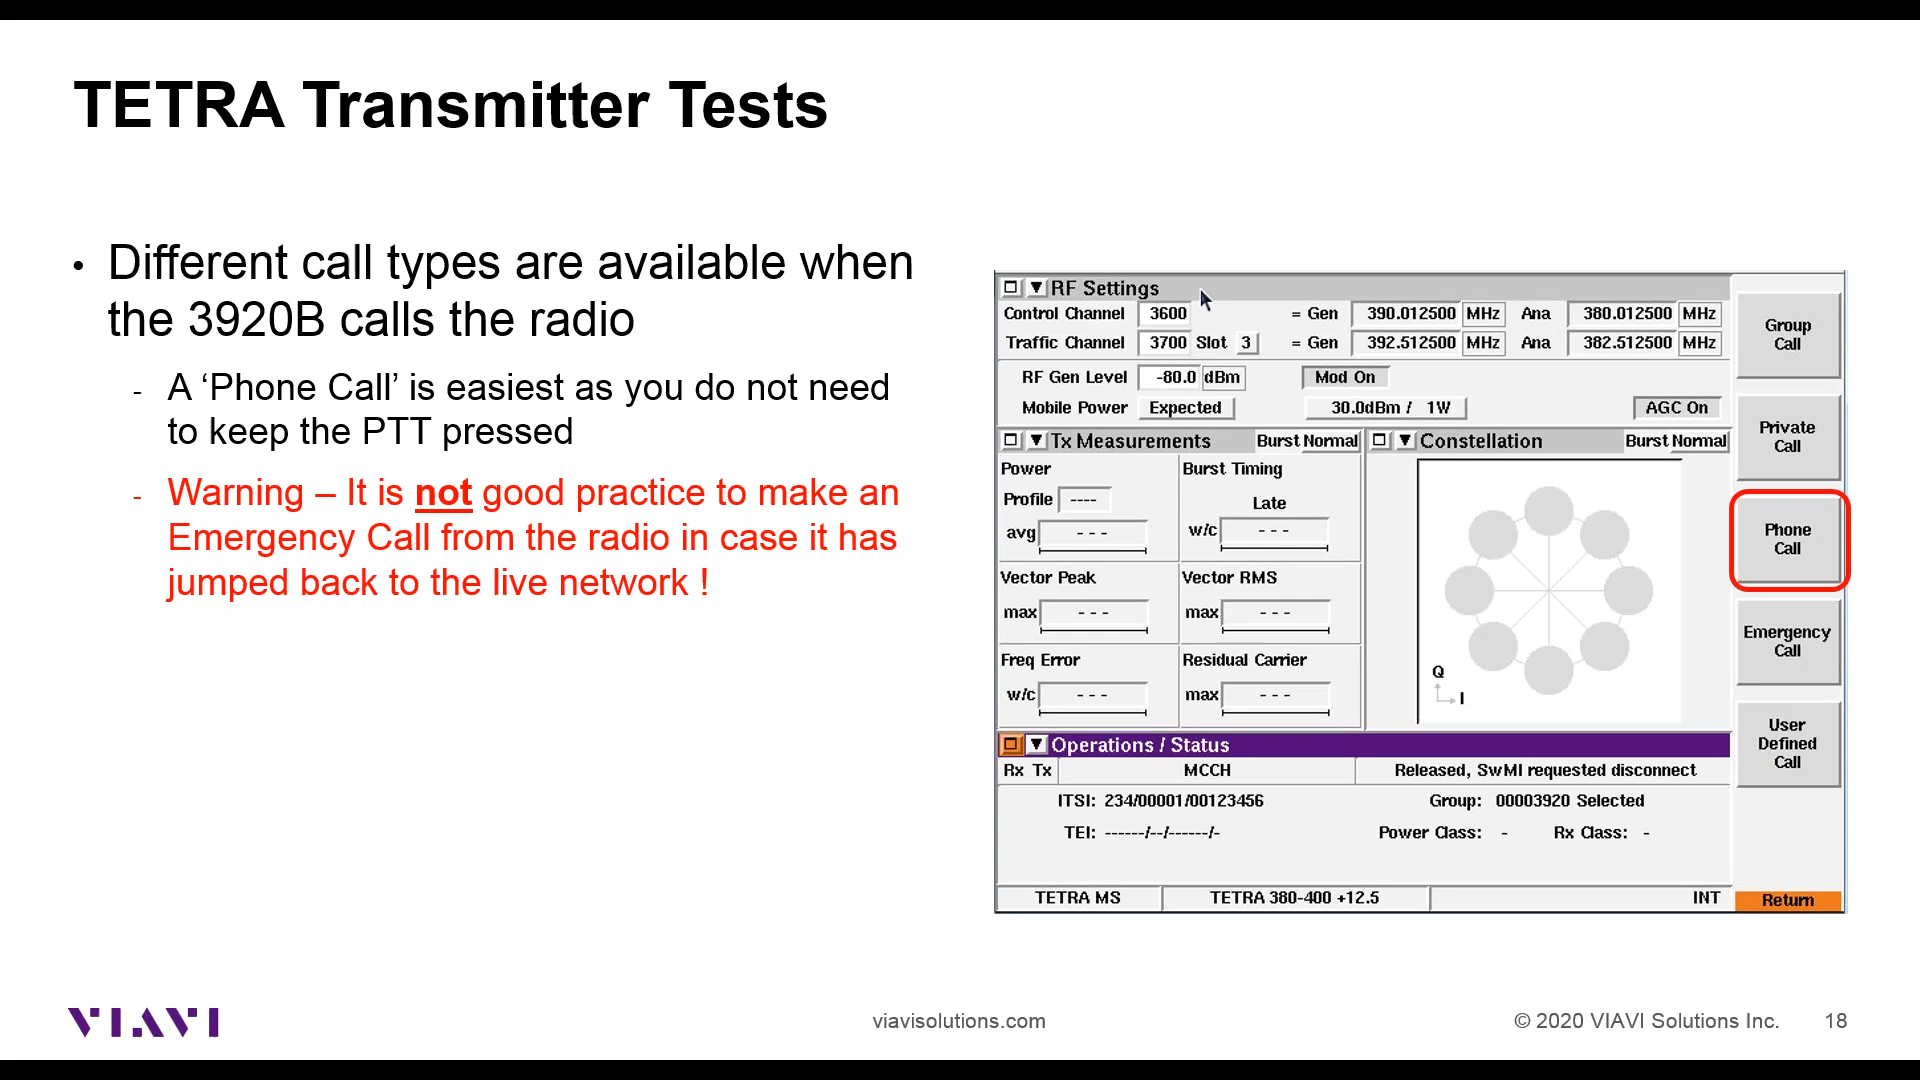 TETRA Transmitter Tests
• Different call types are available when
the 3920B calls the radio
- A ‘Phone Call’ is easiest as you do not need
to keep the PTT pressed
- Warning – It is not good practice to make an
Emergency Call from the radio in case it has
jumped back to the live network !
RF Settings
Control Channel 3600 = Gen 390.012500 MHz Ana 380.012500 MHz
Traffic Channel 3700 Slot 3 = Gen 392.512500 MHz Ana 382.512500 MHz
RF Gen Level -80.0 dBm Mod On
Mobile Power Expected 30.0dBm / 1W AGC On
Tx Measurements Burst Normal
Power
Profile ----
avg - - -
Burst Timing
Late
w/c - - -
Vector Peak
max - - -
Vector RMS
max - - -
Freq Error
w/c - - -
Residual Carrier
max - - -
Constellation Burst Normal
Q
I
Operations / Status
Rx Tx MCCH Released, SwMI requested disconnect
ITSI: 234/00001/00123456 Group: 00003920 Selected
TEI: ------/--/------/- Power Class: - Rx Class: -
TETRA MS TETRA 380-400 +12.5 INT
Group
Call
Private
Call
Phone
Call
Emergency
Call
User
Defined
Call
Return
VIAVI
viavisolutions.com
© 2020 VIAVI Solutions Inc. 18